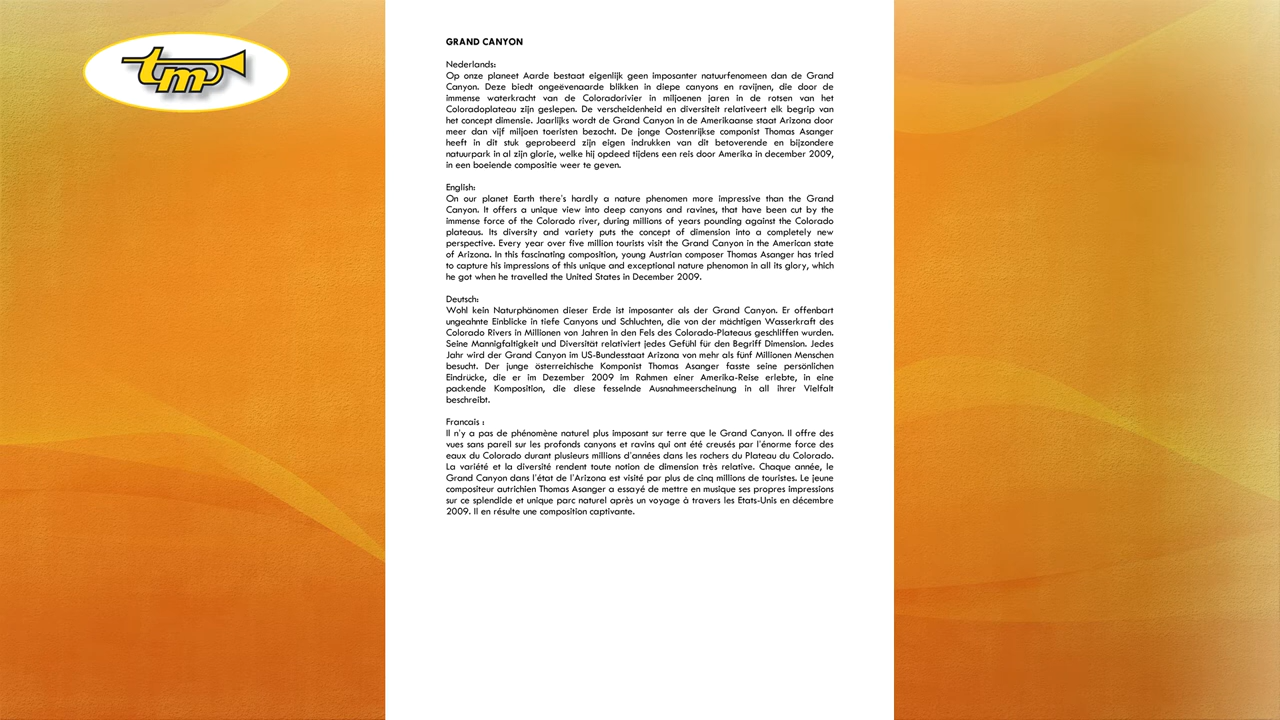 tm
GRAND CANYON
Nederlands:
Op onze planeet Aarde bestaat eigenlijk geen imposanter natuurfenomeen dan de Grand
Canyon. Deze biedt ongeëvenaarde blikken in diepe canyons en ravijnen, die door de
immense waterkracht van de Coloradorivier in miljoenen jaren in de rotsen van het
Coloradoplateau zijn geslepen. De verscheidenheid en diversiteit relativeert elk begrip van
het concept dimensie. Jaarlijks wordt de Grand Canyon in de Amerikaanse staat Arizona door
meer dan vijf miljoen toeristen bezocht. De jonge Oostenrijkse componist Thomas Asanger
heeft in dit stuk geprobeerd zijn eigen indrukken van dit betoverende en bijzondere
natuurpark in al zijn glorie, welke hij opdeed tijdens een reis door Amerika in december 2009,
in een boeiende compositie weer te geven.
English:
On our planet Earth there's hardly a nature phenomen more impressive than the Grand
Canyon. It offers a unique view into deep canyons and ravines, that have been cut by the
immense force of the Colorado river, during millions of years pounding against the Colorado
plateaus. Its diversity and variety puts the concept of dimension into a completely new
perspective. Every year over five million tourists visit the Grand Canyon in the American state
of Arizona. In this fascinating composition, young Austrian composer Thomas Asanger has tried
to capture his impressions of this unique and exceptional nature phenomon in all its glory, which
he got when he travelled the United States in December 2009.
Deutsch:
Wohl kein Naturphänomen dieser Erde ist imposanter als der Grand Canyon. Er offenbart
ungeahnte Einblicke in tiefe Canyons und Schluchten, die von der mächtigen Wasserkraft des
Colorado Rivers in Millionen von Jahren in den Fels des Colorado-Plateaus geschliffen wurden.
Seine Mannigfaltigkeit und Diversität relativiert jedes Gefühl für den Begriff Dimension. Jedes
Jahr wird der Grand Canyon im US-Bundesstaat Arizona von mehr als fünf Millionen Menschen
besucht. Der junge österreichische Komponist Thomas Asanger fasste seine persönlichen
Eindrücke, die er im Dezember 2009 im Rahmen einer Amerika-Reise erlebte, in eine
packende Komposition, die diese fesselnde Ausnahmeerscheinung in all ihrer Vielfalt
beschreibt.
Francais :
Il n'y a pas de phénomène naturel plus imposant sur terre que le Grand Canyon. Il offre des
vues sans pareil sur les profonds canyons et ravins qui ont été creusés par l'énorme force des
eaux du Colorado durant plusieurs millions d'années dans les rochers du Plateau du Colorado.
La variété et la diversité rendent toute notion de dimension très relative. Chaque année, le
Grand Canyon dans l'état de l'Arizona est visité par plus de cinq millions de touristes. Le jeune
compositeur autrichien Thomas Asanger a essayé de mettre en musique ses propres impressions
sur ce splendide et unique parc naturel après un voyage à travers les Etats-Unis en décembre
2009. Il en résulte une composition captivante.